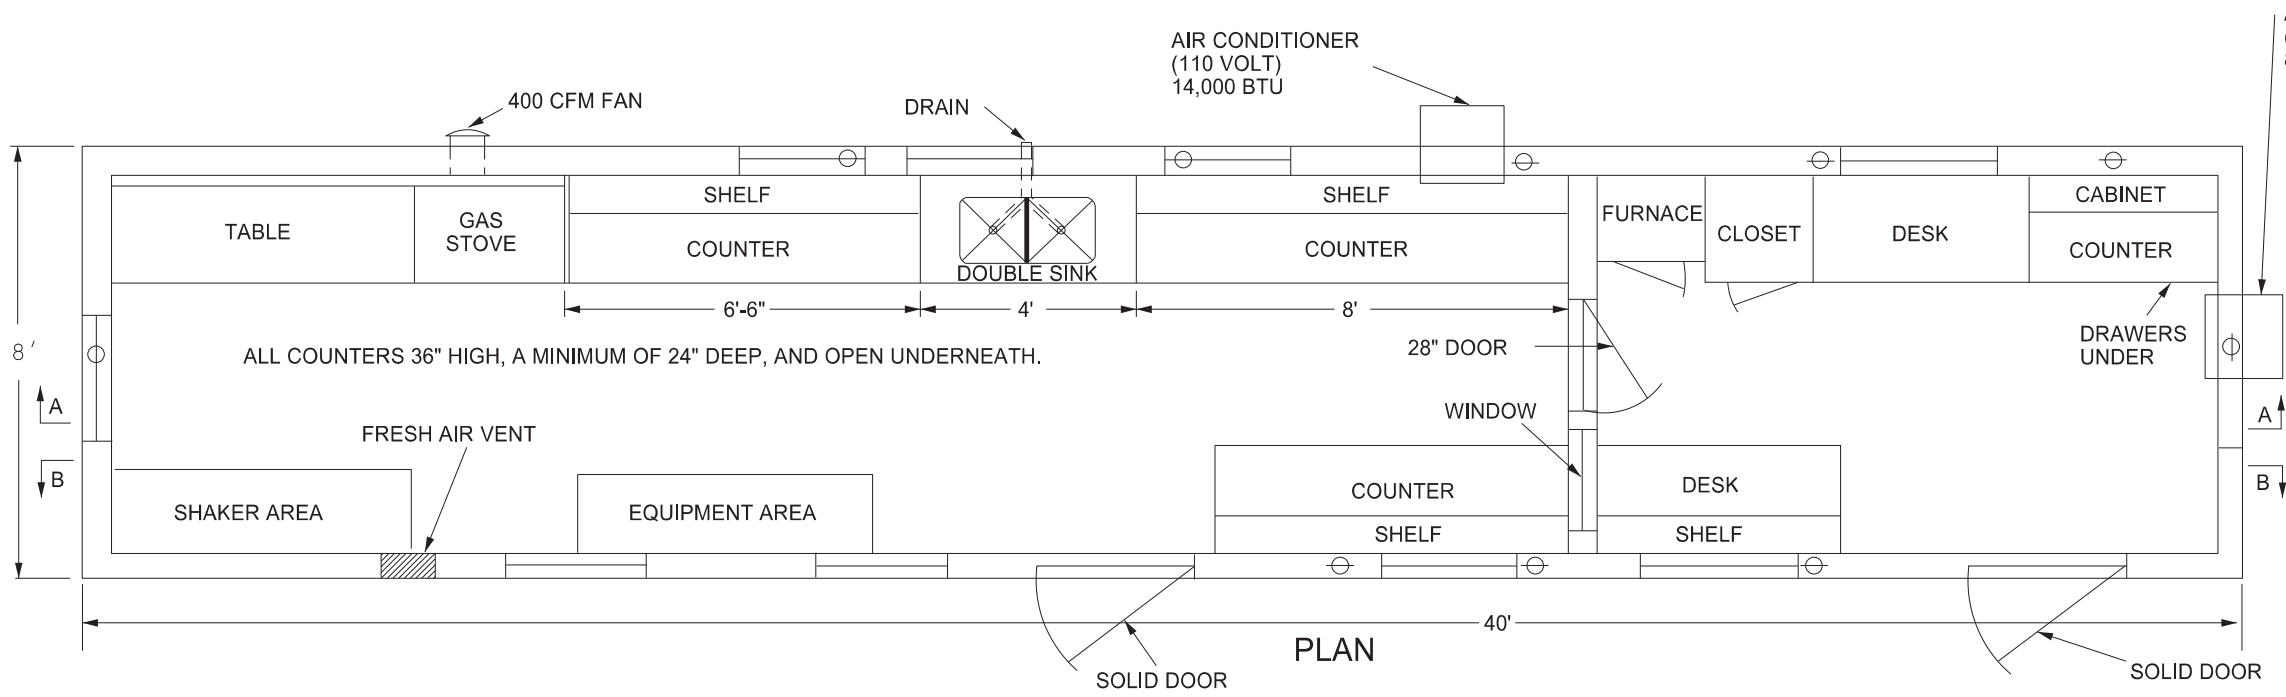 AIR CONDITIONER
(110 VOLT)
14,000 BTU
400 CFM FAN
DRAIN
SHELF
SHELF
CABINET
TABLE
GAS
STOVE
COUNTER
DOUBLE SINK
COUNTER
FURNACE
CLOSET
DESK
COUNTER
6'-6"
4'
8'
DRAWERS
UNDER
8'
ALL COUNTERS 36" HIGH, A MINIMUM OF 24" DEEP, AND OPEN UNDERNEATH.
28" DOOR
A
WINDOW
A
FRESH AIR VENT
B
B
SHAKER AREA
EQUIPMENT AREA
COUNTER
DESK
SHELF
SHELF
40'
PLAN
SOLID DOOR
SOLID DOOR